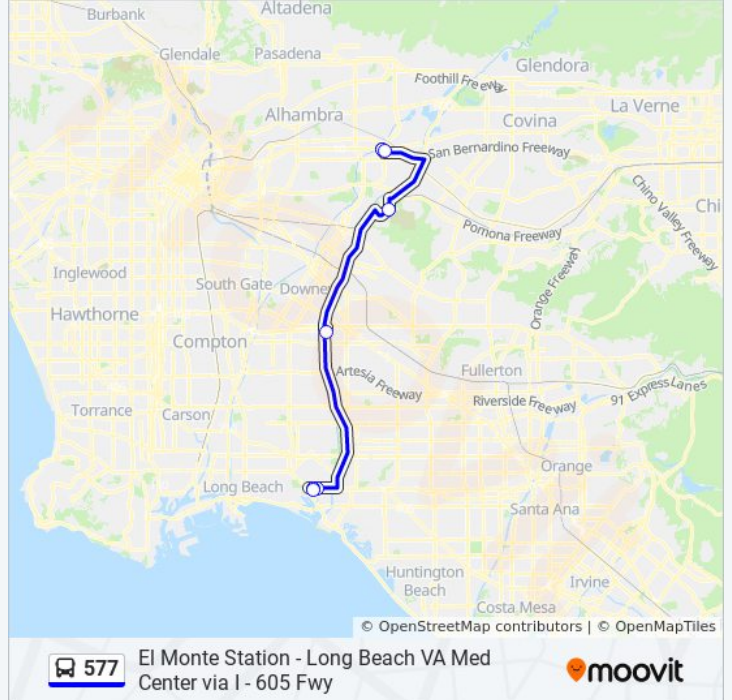 Burbank
Altadena
Glendale
Pasadena
Glendora
Foothill Freeway
La Verne
Alhambra
Covina
San Bernardino Freeway
Chino Valley Freeway
Chi
Pomona Freeway
Orange Freeway
Inglewood
South Gate
Downe
Hawthorne
Compton
Artesia Freeway
Fullerton
91 Express Lanes
Riverside Freeway
Torrance
Carson
Orange
Long Beach
Santa Ana
Huntington
Beach
Irvine
Costa Mesa
© OpenStreetMap contributors | © OpenMapTiles
577
El Monte Station - Long Beach VA Med
Center via I - 605 Fwy
moovit